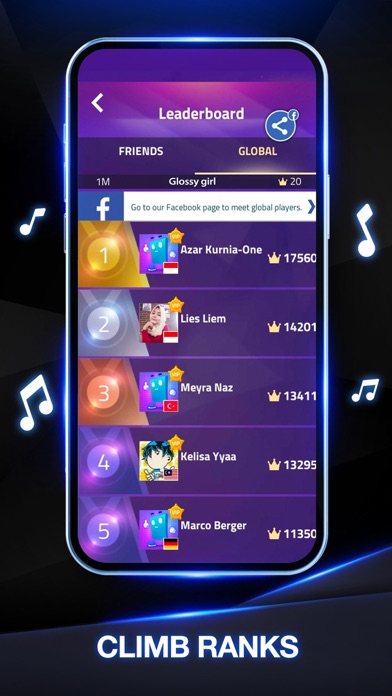 Leaderboard
f
FRIENDS GLOBAL
1M Glossy girl 20
f Go to our Facebook page to meet global players.
1 VIP Azar Kurnia-One 17560
2 VIP Lies Liem 14201
3 VIP Meyra Naz 13411
4 VIP Kelisa Yyaa 13295
5 VIP Marco Berger 11350
CLIMB RANKS